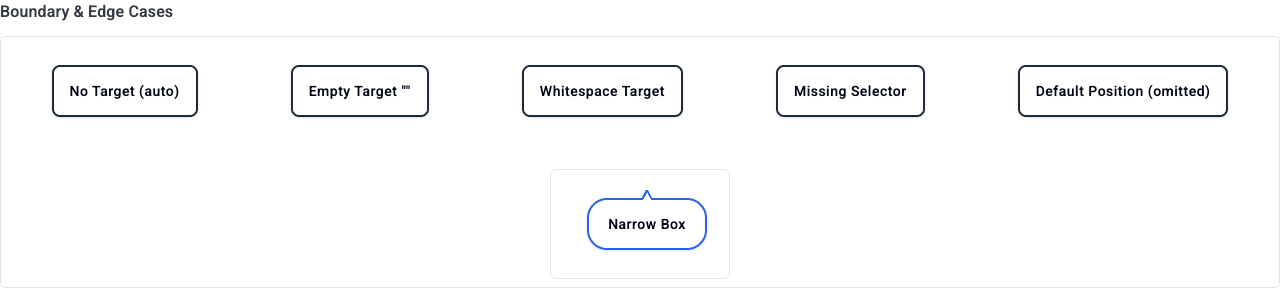 Boundary & Edge Cases
No Target (auto)
Empty Target ""
Whitespace Target
Missing Selector
Default Position (omitted)
Narrow Box